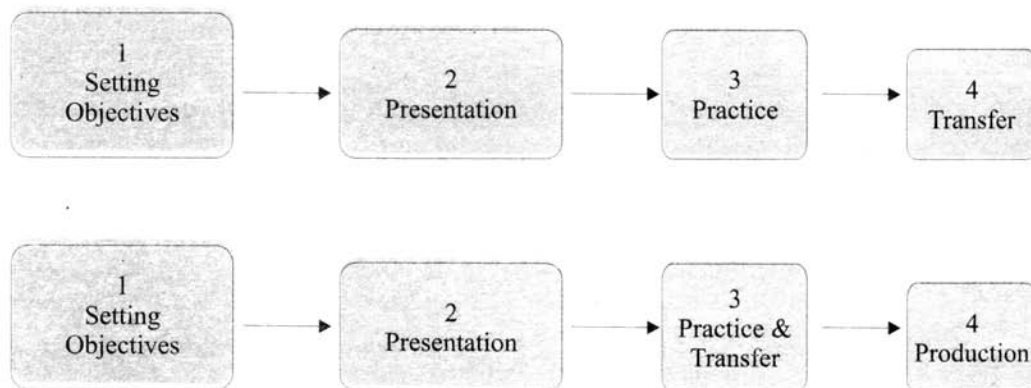 1
Setting
Objectives
2
Presentation
3
Practice
4
Transfer
1
Setting
Objectives
2
Presentation
3
Practice &
Transfer
4
Production